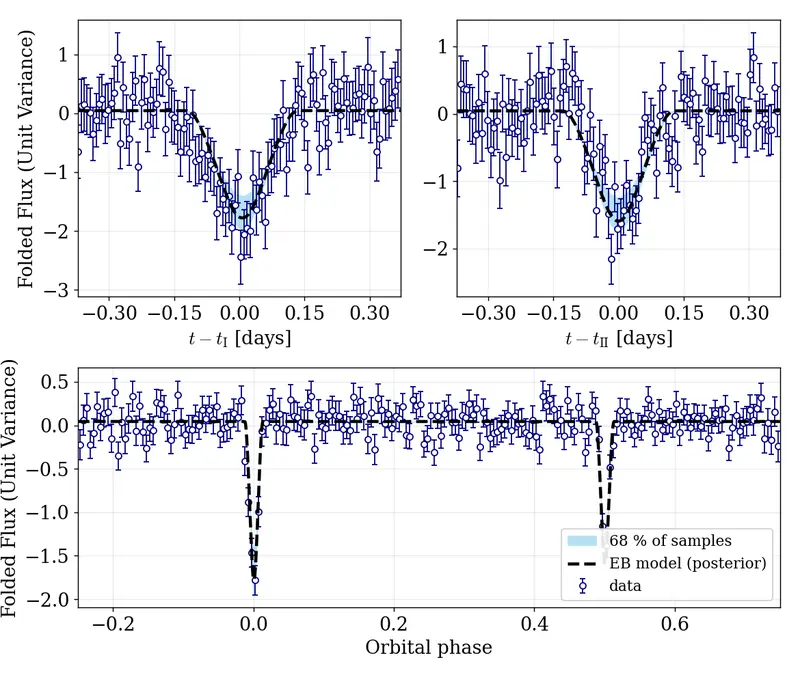 Folded Flux (Unit Variance)
1
0
−1
−2
−3
−0.30 −0.15 0.00 0.15 0.30
t − tI [days]
1
0
−1
−2
−0.30 −0.15 0.00 0.15 0.30
t − tII [days]
Folded Flux (Unit Variance)
0.5
0.0
−0.5
−1.0
−1.5
−2.0
68 % of samples
EB model (posterior)
data
−0.2 0.0 0.2 0.4 0.6
Orbital phase